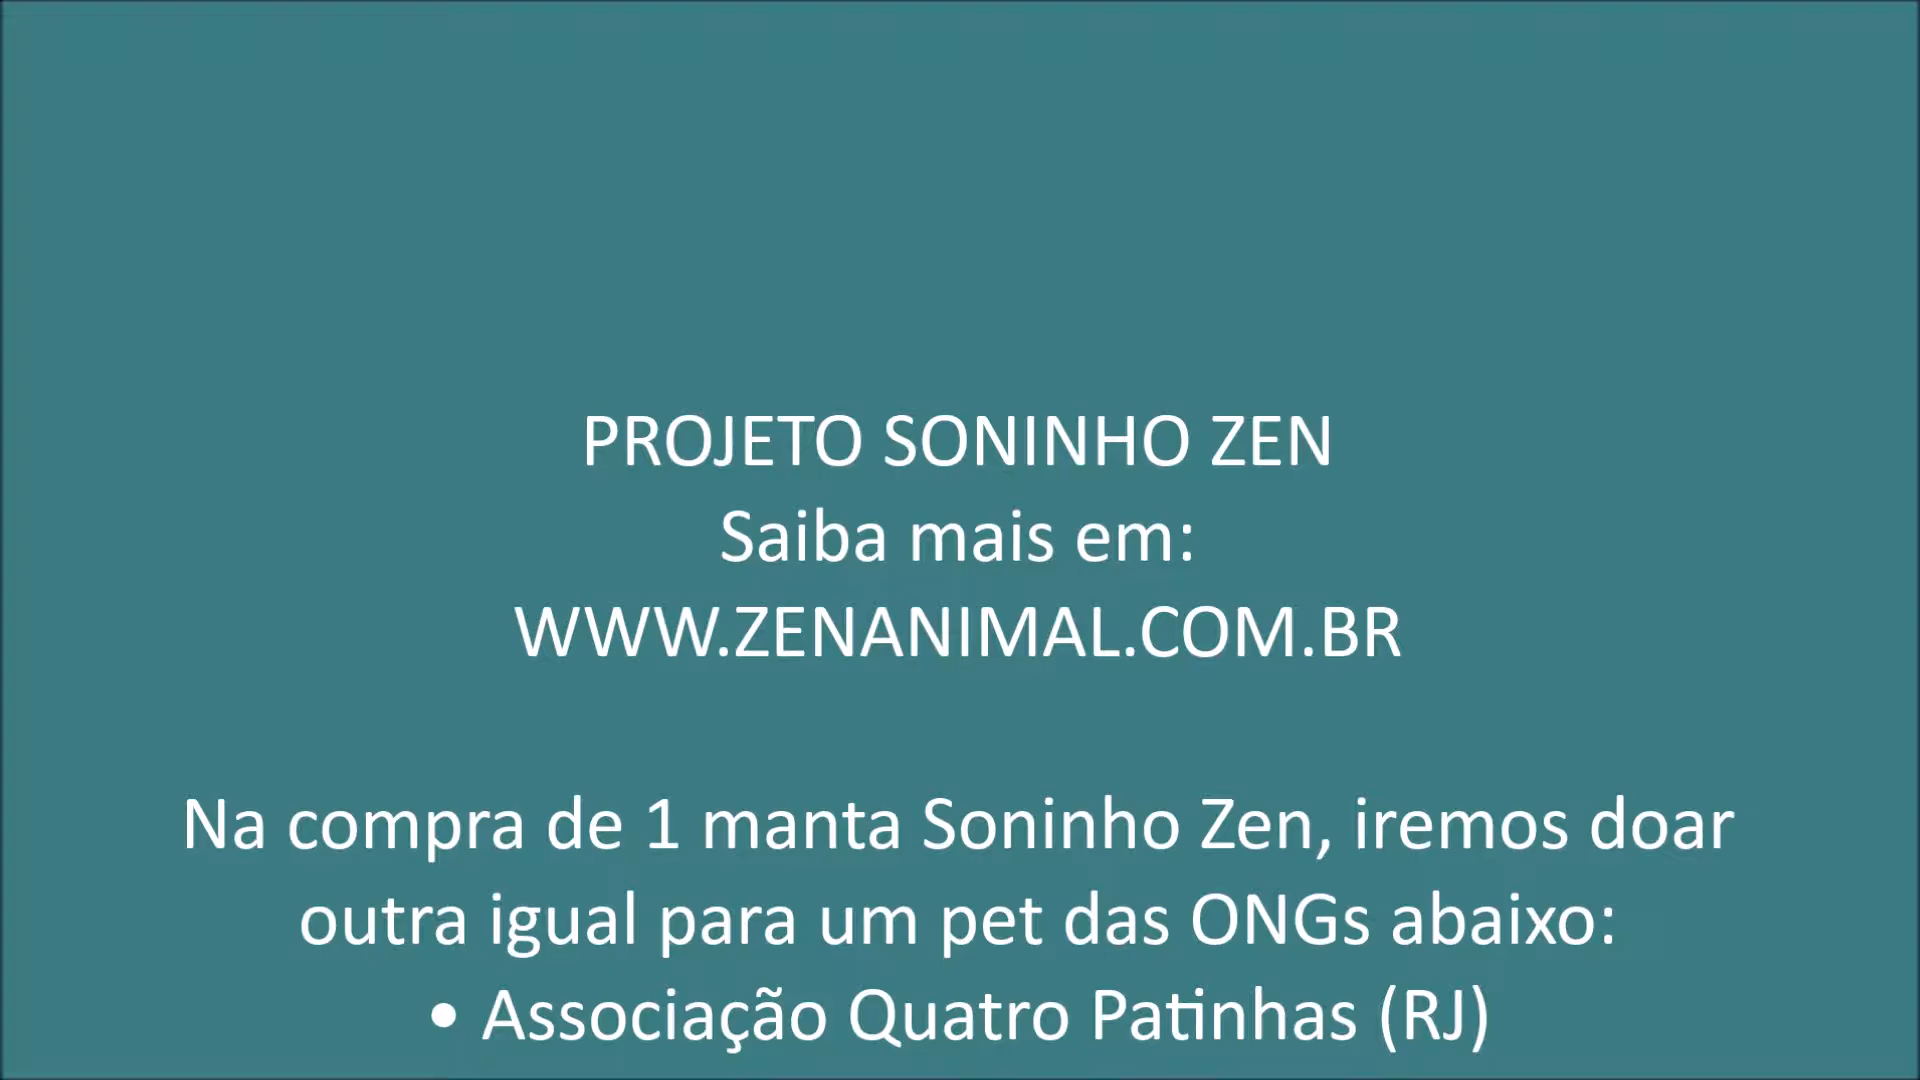 PROJETO SONINHO ZEN
Saiba mais em:
WWW.ZENANIMAL.COM.BR
Na compra de 1 manta Soninho Zen, iremos doar
outra igual para um pet das ONGs abaixo:
• Associação Quatro Patinhas (RJ)